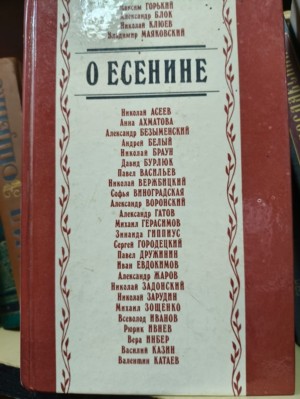 Максим ГОРЬКИЙ
Александр БЛОК
Николай КЛЮЕВ
Владимир МАЯКОВСКИЙ
О ЕСЕНИНЕ
Николай АСЕЕВ
Анна АХМАТОВА
Александр БЕЗЫМЕНСКИЙ
Андрей БЕЛЫЙ
Николай БРАУН
Давид БУРЛЮК
Павел ВАСИЛЬЕВ
Николай ВЕРЖБИЦКИЙ
Софья ВИНОГРАДСКАЯ
Александр ВОРОНСКИЙ
Александр ГАТОВ
Михаил ГЕРАСИМОВ
Зинаида ГИППИУС
Сергей ГОРОДЕЦКИЙ
Павел ДРУЖИНИН
Иван ЕВДОКИМОВ
Александр ЖАРОВ
Николай ЗАДОНСКИЙ
Николай ЗАРУДИН
Михаил ЗОЩЕНКО
Всеволод ИВАНОВ
Рюрик ИВНЕВ
Вера ИНБЕР
Василий КАЗИН
Валентин КАТАЕВ